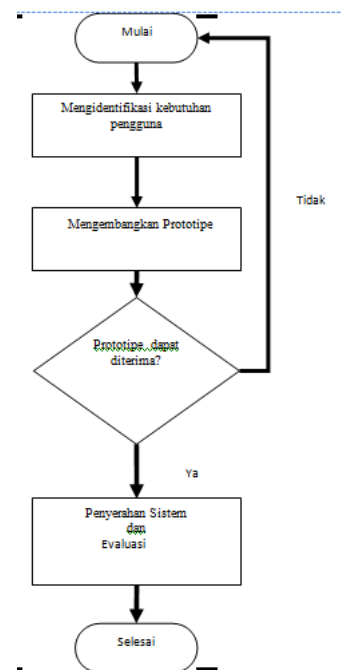 Mulai
Mengidentifikasi kebutuhan
pengguna
Mengembangkan Prototipe
Tidak
Prototipe dapat
diterima?
Ya
Penyerahan Sistem
dan
Evaluasi
Selesai